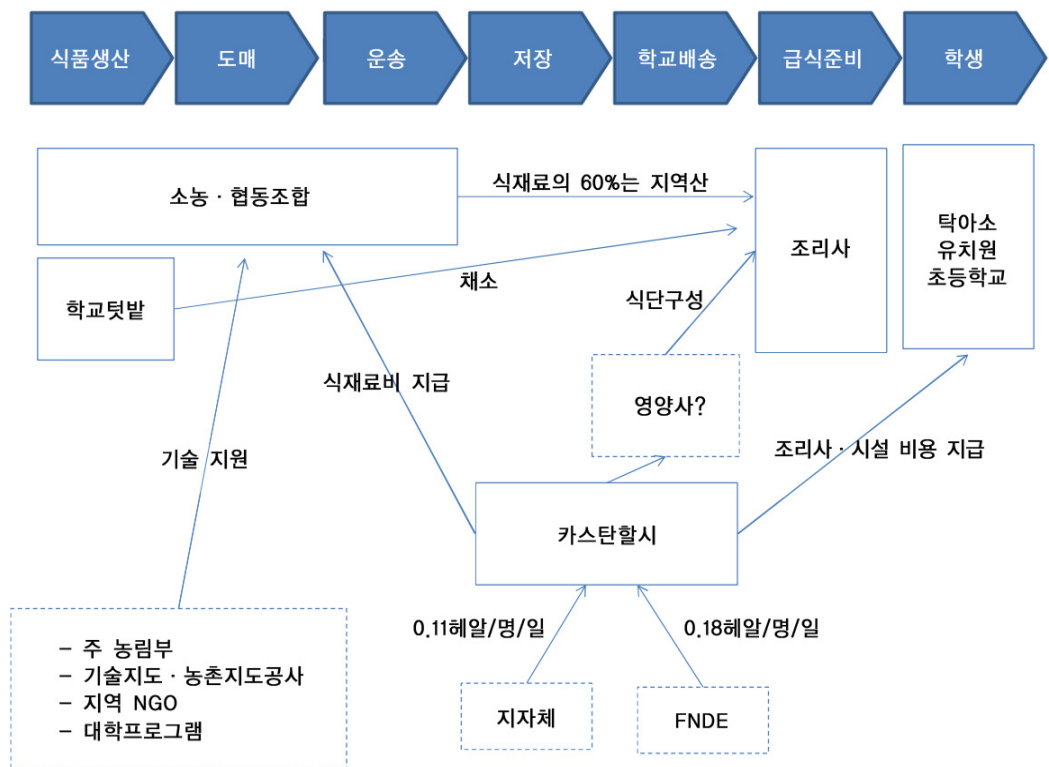 식품생산
도매
운송
저장
학교배송
급식준비
학생
소농 · 협동조합
식재료의 60%는 지역산
조리사
탁아소
유치원
초등학교
학교텃밭
채소
식단구성
식재료비 지급
영양사?
기술 지원
조리사 · 시설 비용 지급
카스탄할시
0.11헤알/명/일
0.18헤알/명/일
– 주 농림부
– 기술지도 · 농촌지도공사
– 지역 NGO
– 대학프로그램
지자체
FNDE